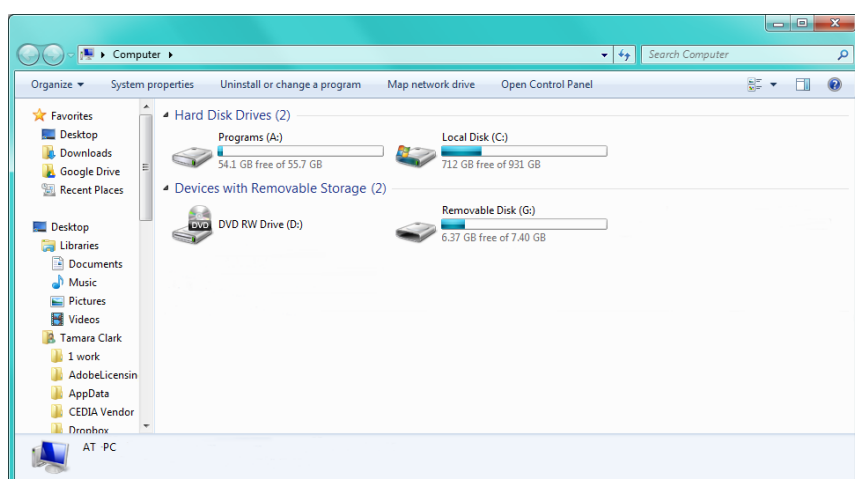 Computer
Search Computer
Organize
System properties
Uninstall or change a program
Map network drive
Open Control Panel
Favorites
Desktop
Downloads
Google Drive
Recent Places
Desktop
Libraries
Documents
Music
Pictures
Videos
Tamara Clark
1 work
AdobeLicensin
AppData
CEDIA Vendor
Dropbox
Hard Disk Drives (2)
Programs (A:)
54.1 GB free of 55.7 GB
Local Disk (C:)
712 GB free of 931 GB
Devices with Removable Storage (2)
DVD
DVD RW Drive (D:)
Removable Disk (G:)
6.37 GB free of 7.40 GB
AT -PC